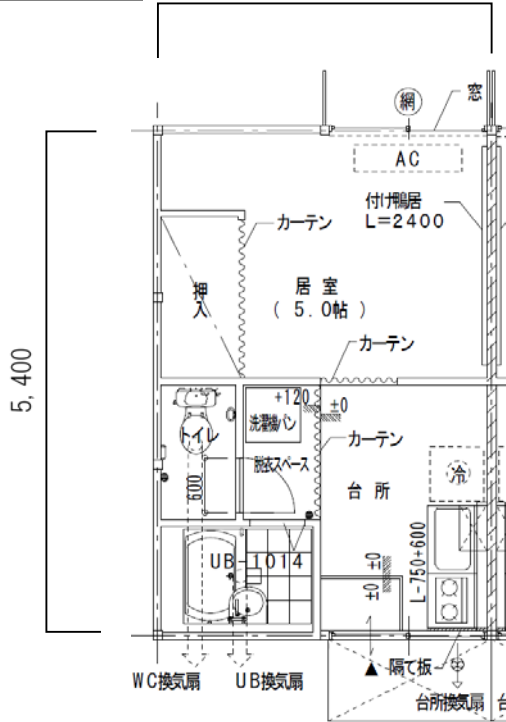 網
窓
AC
付け鴨居
L=2400
カーテン
押入
居室
( 5.0帖 )
カーテン
5,400
+120
±0
洗濯機パン
トイレ
カーテン
脱衣スペース
600
台所
冷
UB-1014
±0
±0
L-750+600
▲
隔て板
WC換気扇
UB換気扇
台所換気扇
台